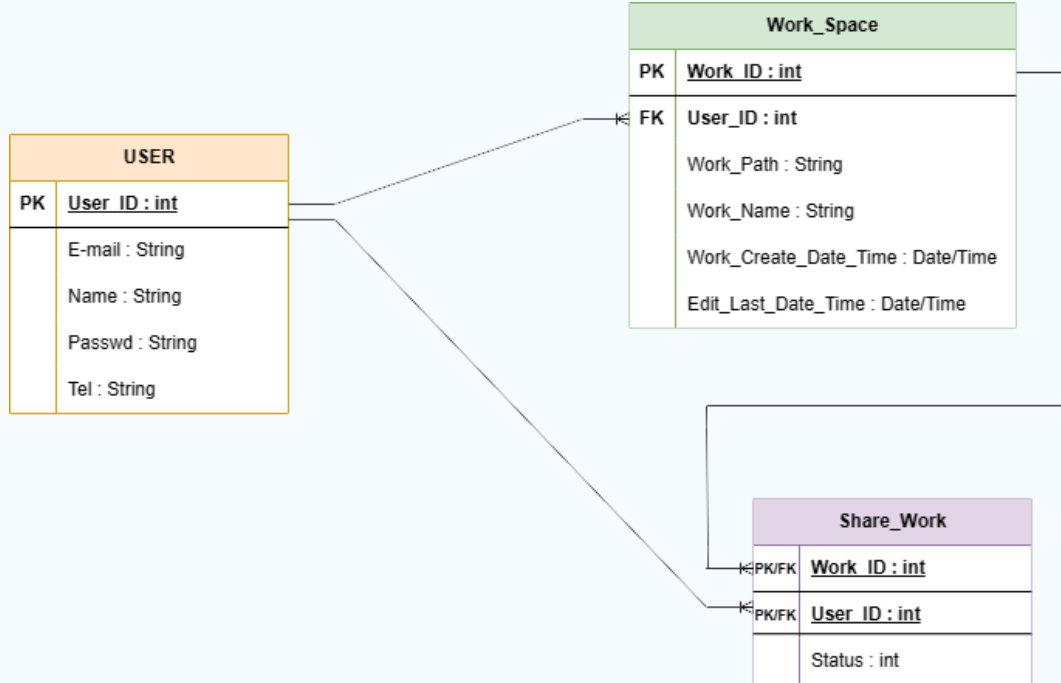 Work_Space
PK Work_ID : int
FK User_ID : int
Work_Path : String
Work_Name : String
Work_Create_Date_Time : Date/Time
Edit_Last_Date_Time : Date/Time
USER
PK User_ID : int
E-mail : String
Name : String
Passwd : String
Tel : String
Share_Work
PK/FK Work_ID : int
PK/FK User_ID : int
Status : int